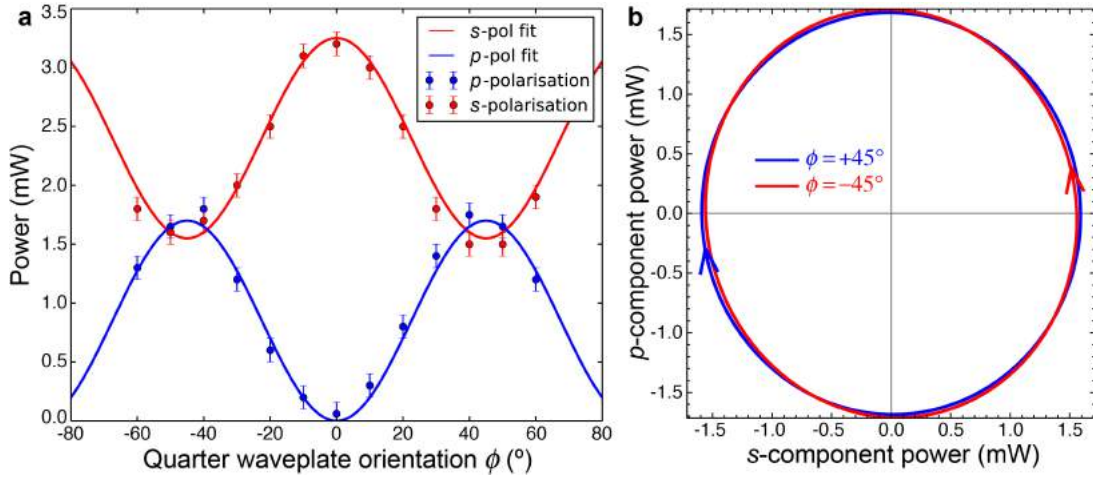 a
3.5
3.0
2.5
2.0
1.5
1.0
0.5
0.0
Power (mW)
s-pol fit
p-pol fit
p-polarisation
s-polarisation
-80 -60 -40 -20 0 20 40 60 80
Quarter waveplate orientation ϕ (º)
b
1.5
1.0
0.5
0.0
-0.5
-1.0
-1.5
p-component power (mW)
ϕ = +45°
ϕ = −45°
-1.5 -1.0 -0.5 0.0 0.5 1.0 1.5
s-component power (mW)